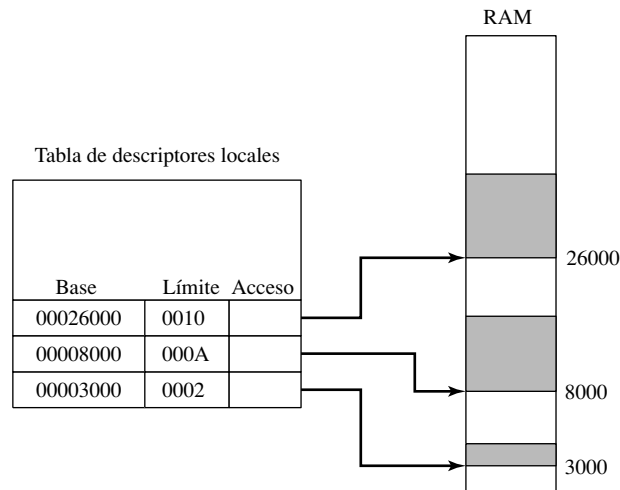 RAM
Tabla de descriptores locales
Base Límite Acceso
00026000 0010
00008000 000A
00003000 0002
26000
8000
3000